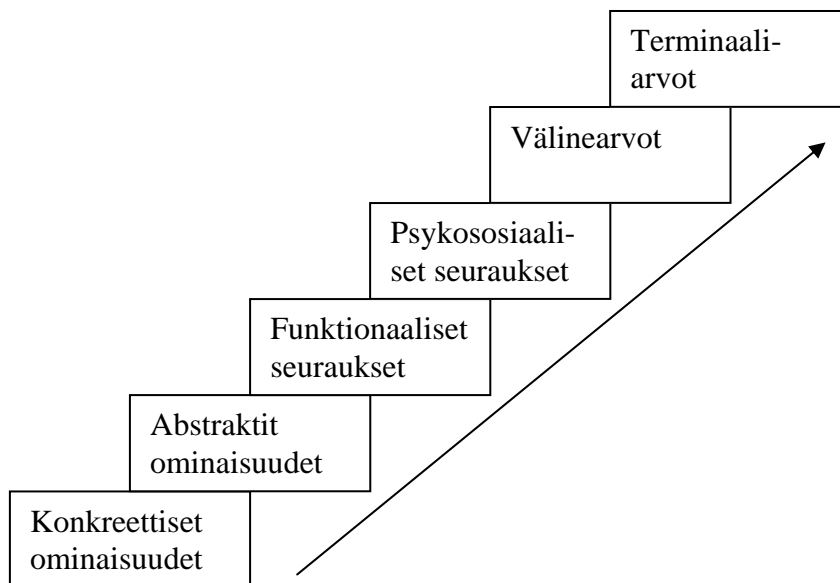 Terminaali-
arvot
Välinearvot
Psykososiaali-
set seuraukset
Funktionaaliset
seuraukset
Abstraktit
ominaisuudet
Konkreettiset
ominaisuudet